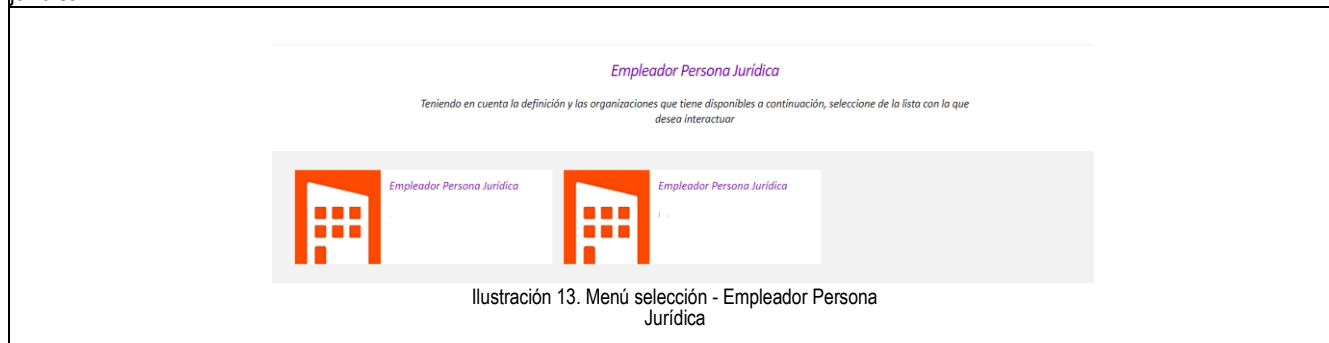 Empleador Persona Jurídica
Teniendo en cuenta la definición y las organizaciones que tiene disponibles a continuación, seleccione de la lista con la que
desea interactuar
Empleador Persona Jurídica
Empleador Persona Jurídica
Ilustración 13. Menú selección - Empleador Persona
Jurídica